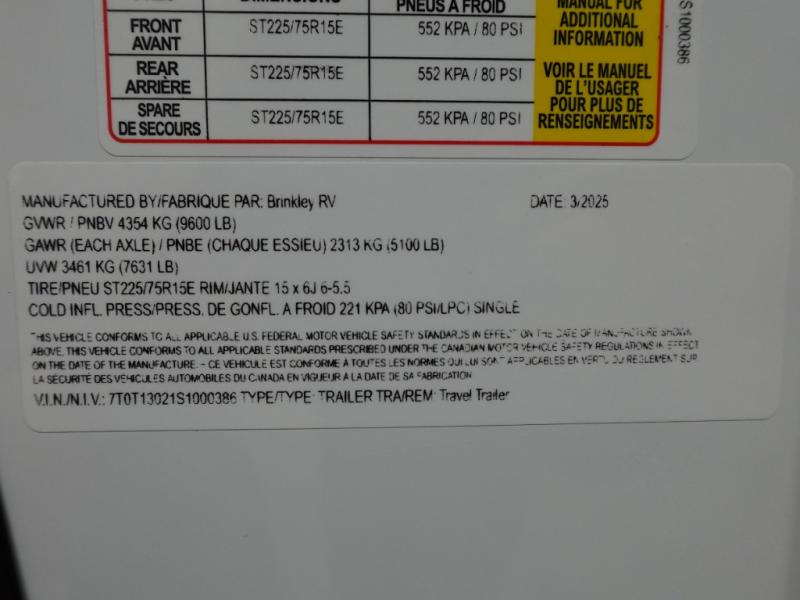 PNEUS A FROID
MANUAL FOR
ADDITIONAL
INFORMATION
FRONT
AVANT
ST225/75R15E
552 KPA / 80 PSI
REAR
ARRIÈRE
ST225/75R15E
552 KPA / 80 PSI
VOIR LE MANUEL
DE L'USAGER
POUR PLUS DE
RENSEIGNEMENTS
SPARE
DE SECOURS
ST225/75R15E
552 KPA / 80 PSI
S1000386
MANUFACTURED BY/FABRIQUE PAR: Brinkley RV
DATE: 3/2025
GVWR / PNBV 4354 KG (9600 LB)
GAWR (EACH AXLE) / PNBE (CHAQUE ESSIEU) 2313 KG (5100 LB)
UVW 3461 KG (7631 LB)
TIRE/PNEU ST225/75R15E RIM/JANTE 15 x 6J 6-5.5
COLD INFL. PRESS/PRESS. DE GONFL. A FROID 221 KPA (80 PSI/LPC) SINGLE
THIS VEHICLE CONFORMS TO ALL APPLICABLE U.S. FEDERAL MOTOR VEHICLE SAFETY STANDARDS IN EFFECT ON THE DATE OF MANUFACTURE SHOWN
ABOVE. THIS VEHICLE CONFORMS TO ALL APPLICABLE STANDARDS PRESCRIBED UNDER THE CANADIAN MOTOR VEHICLE SAFETY REGULATIONS IN EFFECT
ON THE DATE OF THE MANUFACTURE. - CE VEHICULE EST CONFORME À TOUTES LES NORMES QUI LUI SONT APPLICABLES EN VERTU DU REGLEMENT SUR
LA SÉCURITÉ DES VEHICULES AUTOMOBILES DU CANADA EN VIGUEUR A LA DATE DE SA FABRICATION
V.I.N./N.I.V.: 7T0T13021S1000386 TYPE/TYPE: TRAILER TRA/REM: Travel Trailer